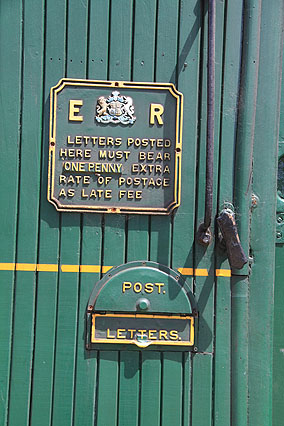 E R
LETTERS POSTED
HERE MUST BEAR
ONE PENNY EXTRA
RATE OF POSTAGE
AS LATE FEE
POST.
LETTERS.